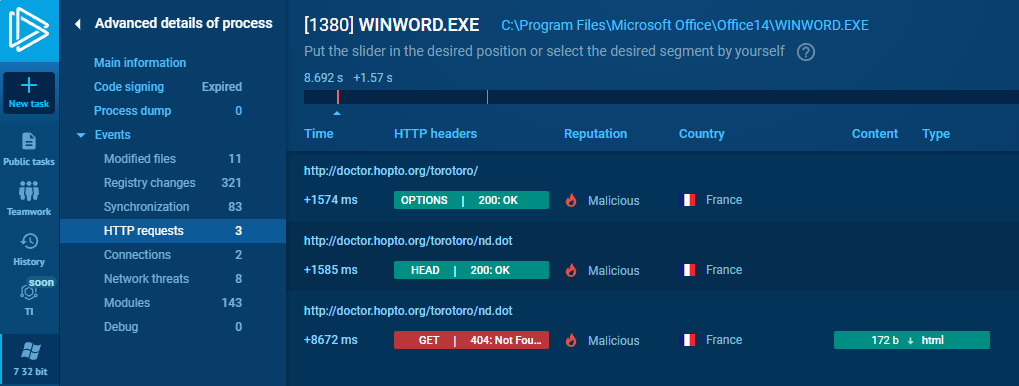 Advanced details of process
[1380] WINWORD.EXE C:\Program Files\Microsoft Office\Office14\WINWORD.EXE
Put the slider in the desired position or select the desired segment by yourself ?
8.692 s +1.57 s
New task
Public tasks
Teamwork
History
soon
TI
7 32 bit
Main information
Code signing Expired
Process dump 0
Events
Modified files 11
Registry changes 321
Synchronization 83
HTTP requests 3
Connections 2
Network threats 8
Modules 143
Debug 0
Time HTTP headers Reputation Country Content Type
http://doctor.hopto.org/torotoro/
+1574 ms OPTIONS | 200: OK Malicious France
http://doctor.hopto.org/torotoro/nd.dot
+1585 ms HEAD | 200: OK Malicious France
http://doctor.hopto.org/torotoro/nd.dot
+8672 ms GET | 404: Not Fou... Malicious France 172 b ↓ html